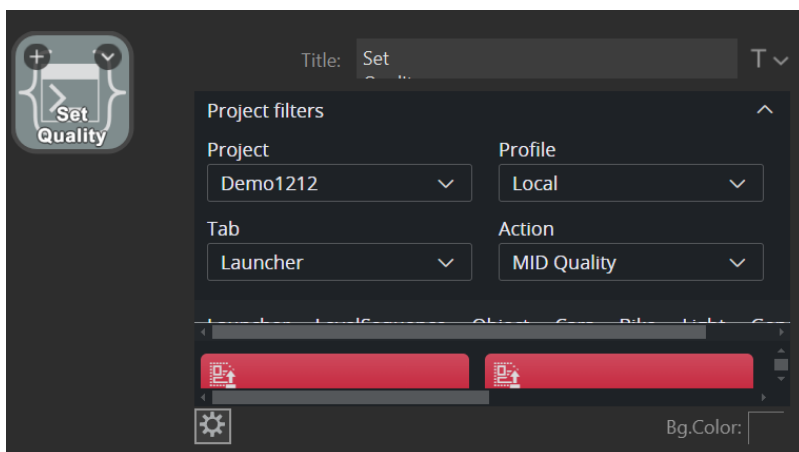 Set
Quality
Title:
Set
T
Project filters
Project
Profile
Demo1212
Local
Tab
Action
Launcher
MID Quality
Bg.Color: